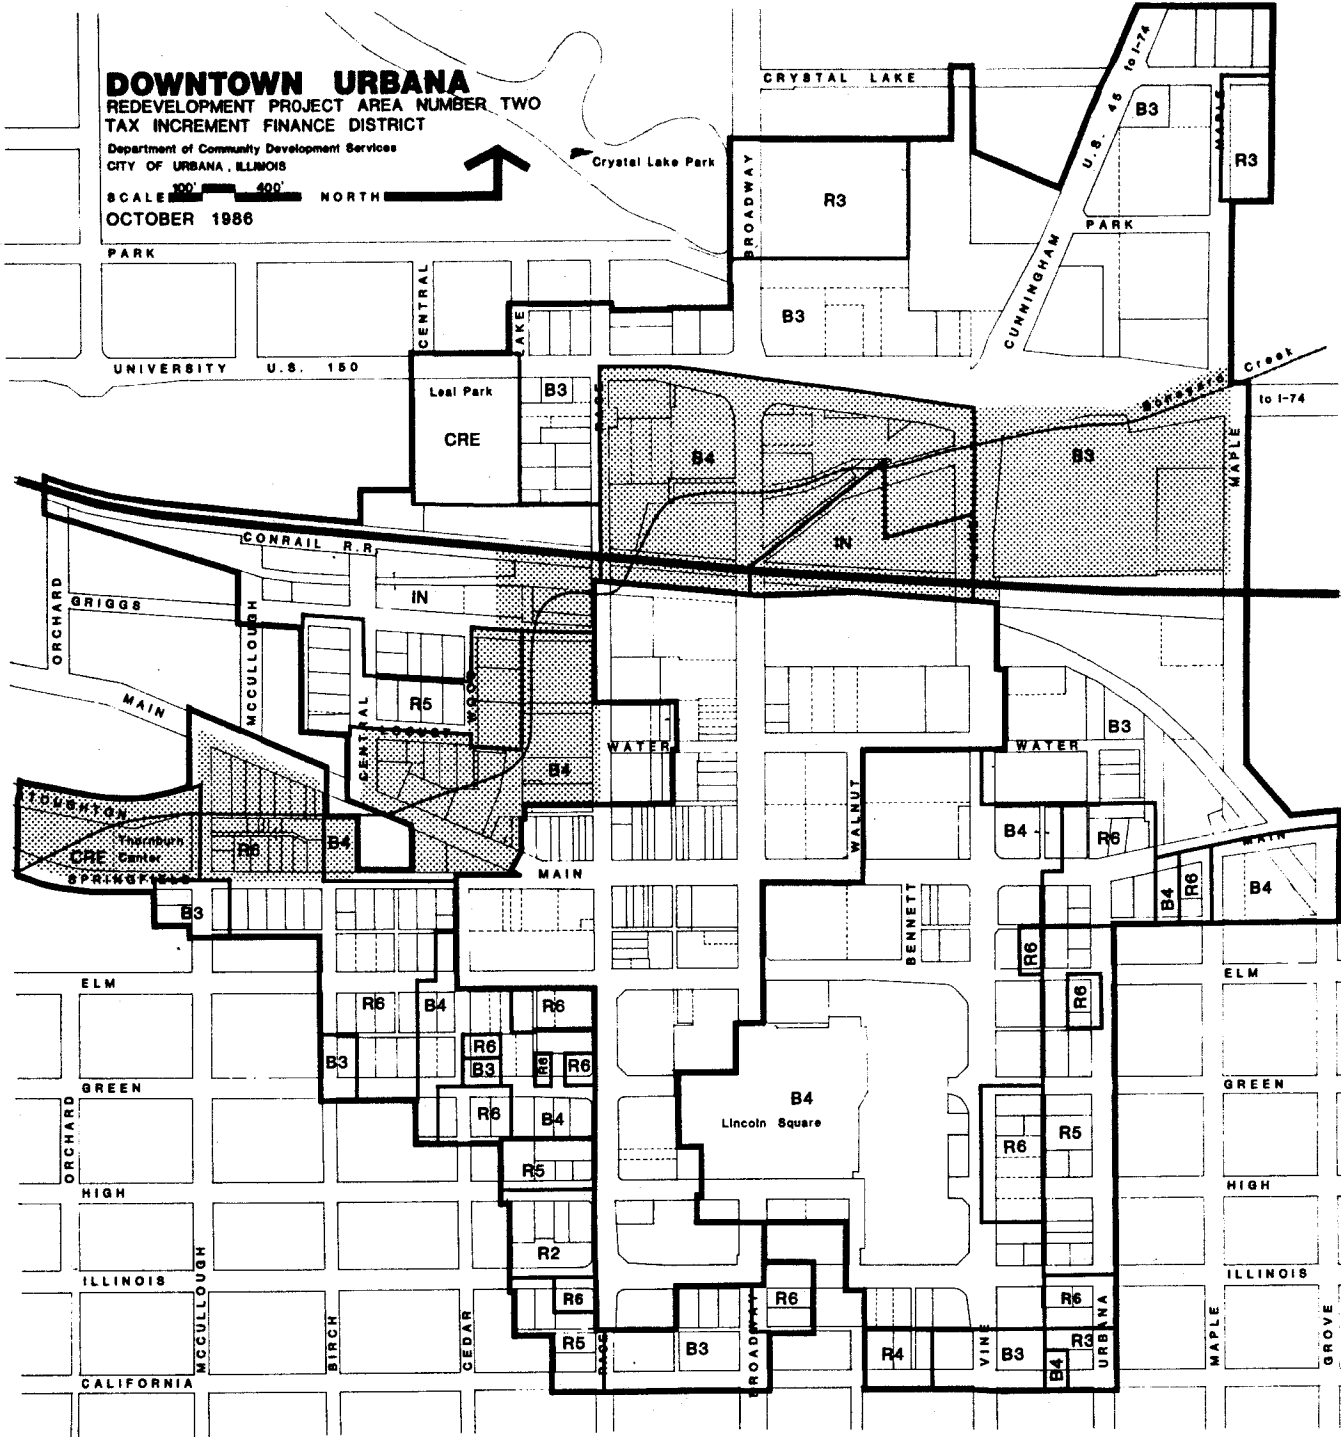 DOWNTOWN URBANA
REDEVELOPMENT PROJECT AREA NUMBER TWO
TAX INCREMENT FINANCE DISTRICT
Department of Community Development Services
CITY OF URBANA, ILLINOIS
SCALE 100' 400' NORTH
OCTOBER 1986
CRYSTAL LAKE
to I-74
U.S. 45
B3
MAPLE
R3
Crystal Lake Park
BROADWAY
R3
PARK
PARK
CENTRAL
LAKE
B3
CUNNINGHAM
UNIVERSITY U.S. 150
Leal Park
CRE
B3
RACE
Boneyard Creek
to I-74
B4
B3
MAPLE
CONRAIL R.R.
IN
ORCHARD
GRIGGS
MCCULLOUGH
IN
R5
WOOD
MAIN
CENTRAL
LOCUST
B4
WATER
B3
WATER
STOUGHTON
Thornburn
Center
CRE
R6
B4
SPRINGFIELD
MAIN
WALNUT
B4
R6
MAIN
B3
B4
R6
B4
BENNETT
R6
ELM
R6
B4
R6
R6
ELM
B3
R6
B3
R6
R6
GREEN
GREEN
R6
B4
B4
Lincoln Square
R6
R5
ORCHARD
R5
HIGH
HIGH
R2
ILLINOIS
ILLINOIS
MCCULLOUGH
BIRCH
CEDAR
R6
R5
RACE
B3
BROADWAY
R6
R4
VINE
B3
R6
R3
B4
URBANA
MAPLE
GROVE
CALIFORNIA